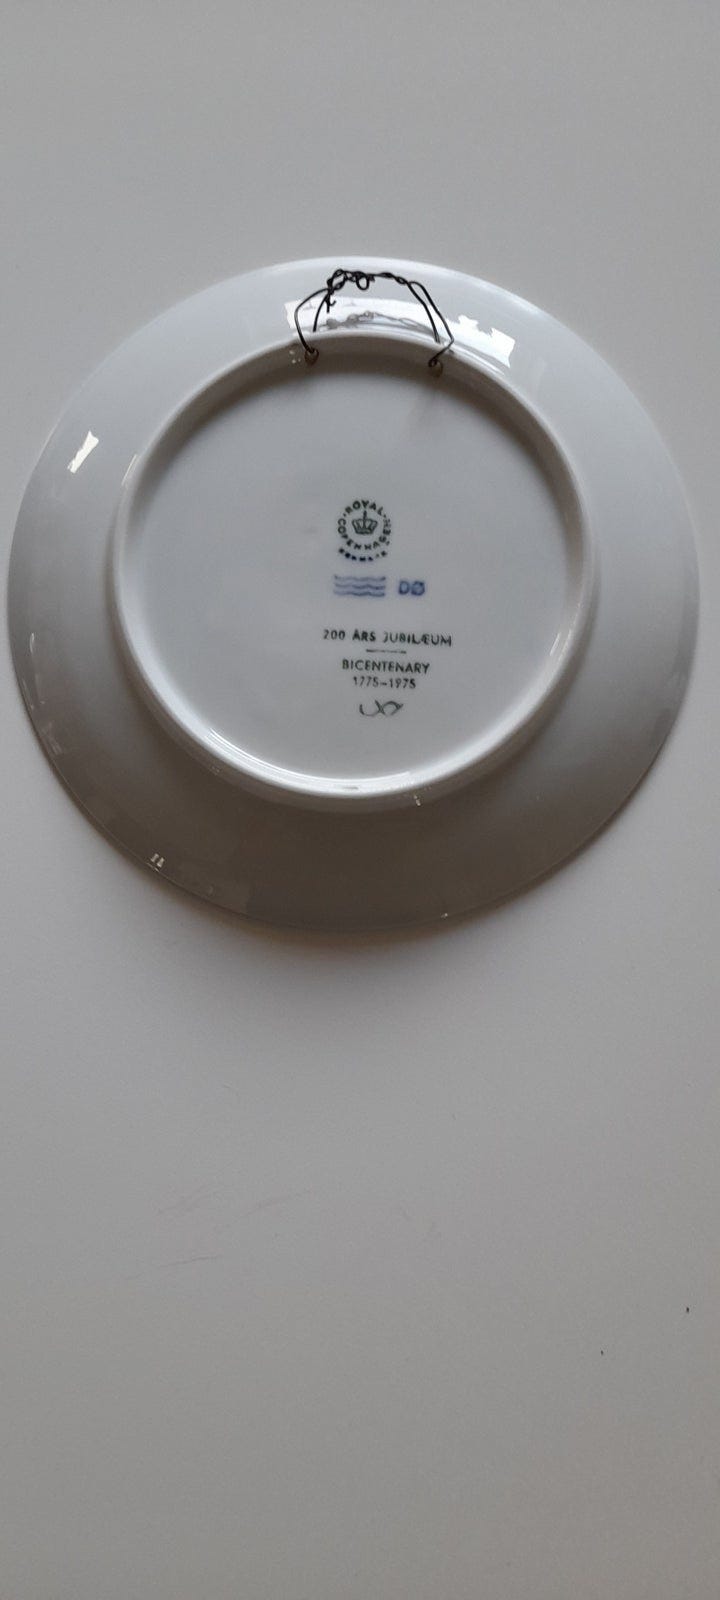 ROYAL COPENHAGEN
DENMARK
DØ
200 ÅRS JUBILÆUM
BICENTENARY
1775-1975